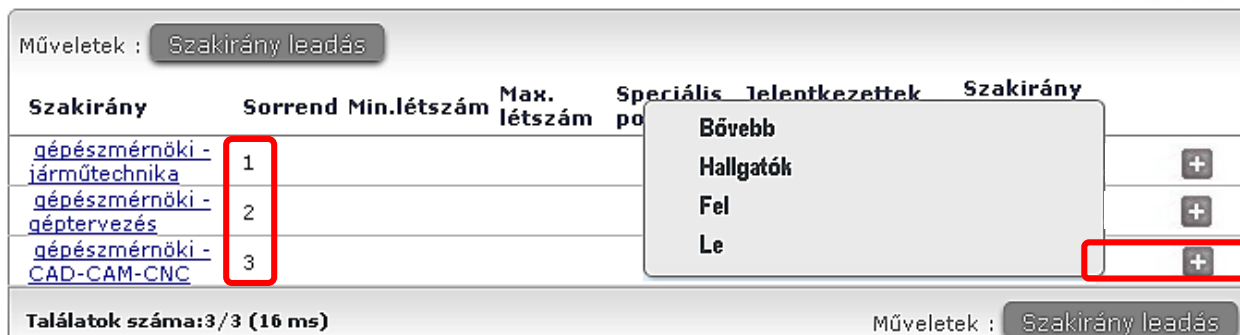 Műveletek : Szakirány leadás
Szakirány Sorrend Min.létszám Max. létszám Speciális Jelentkezettek Szakirány
Bővebb
gépészmérnöki - járműtechnika 1
Hallgatók
gépészmérnöki - géptervezés 2
Fel
gépészmérnöki - CAD-CAM-CNC 3
Le
Találatok száma:3/3 (16 ms) Műveletek : Szakirány leadás